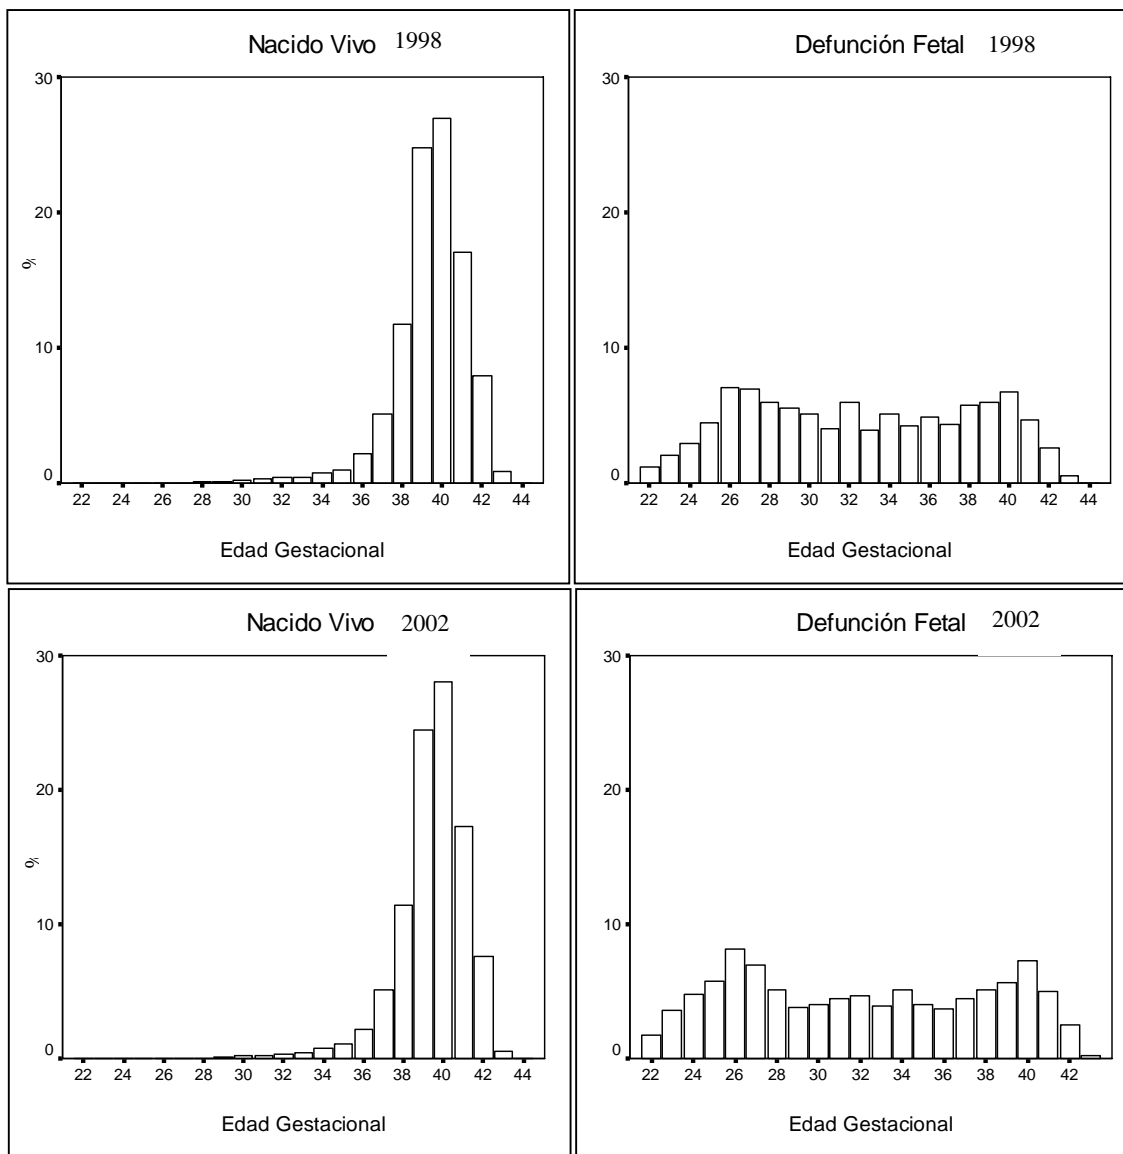 Nacido Vivo 1998
30
20
%
10
0
22 24 26 28 30 32 34 36 38 40 42 44
Edad Gestacional
Defunción Fetal 1998
30
20
10
0
22 24 26 28 30 32 34 36 38 40 42 44
Edad Gestacional
Nacido Vivo 2002
30
20
%
10
0
22 24 26 28 30 32 34 36 38 40 42 44
Edad Gestacional
Defunción Fetal 2002
30
20
10
0
22 24 26 28 30 32 34 36 38 40 42
Edad Gestacional